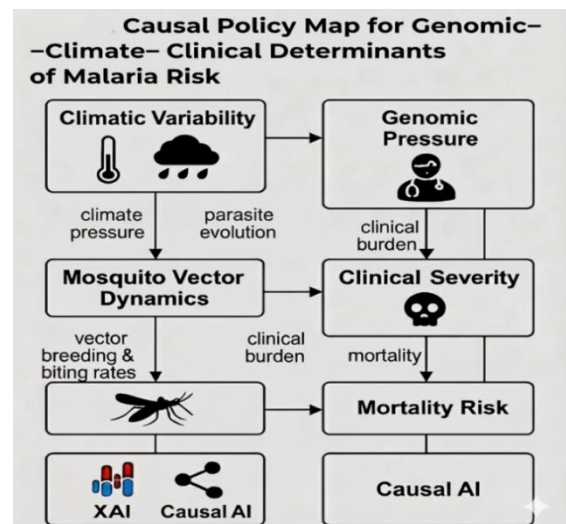 Causal Policy Map for Genomic–
–Climate– Clinical Determinants
of Malaria Risk
Climatic Variability
Genomic
Pressure
climate
pressure
parasite
evolution
clinical
burden
Mosquito Vector
Dynamics
Clinical Severity
vector
breeding &
biting rates
clinical
burden
mortality
Mortality Risk
XAI
Causal AI
Causal AI